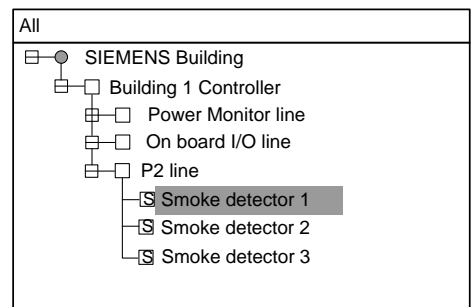 All
SIEMENS Building
Building 1 Controller
Power Monitor line
On board I/O line
P2 line
S Smoke detector 1
S Smoke detector 2
S Smoke detector 3